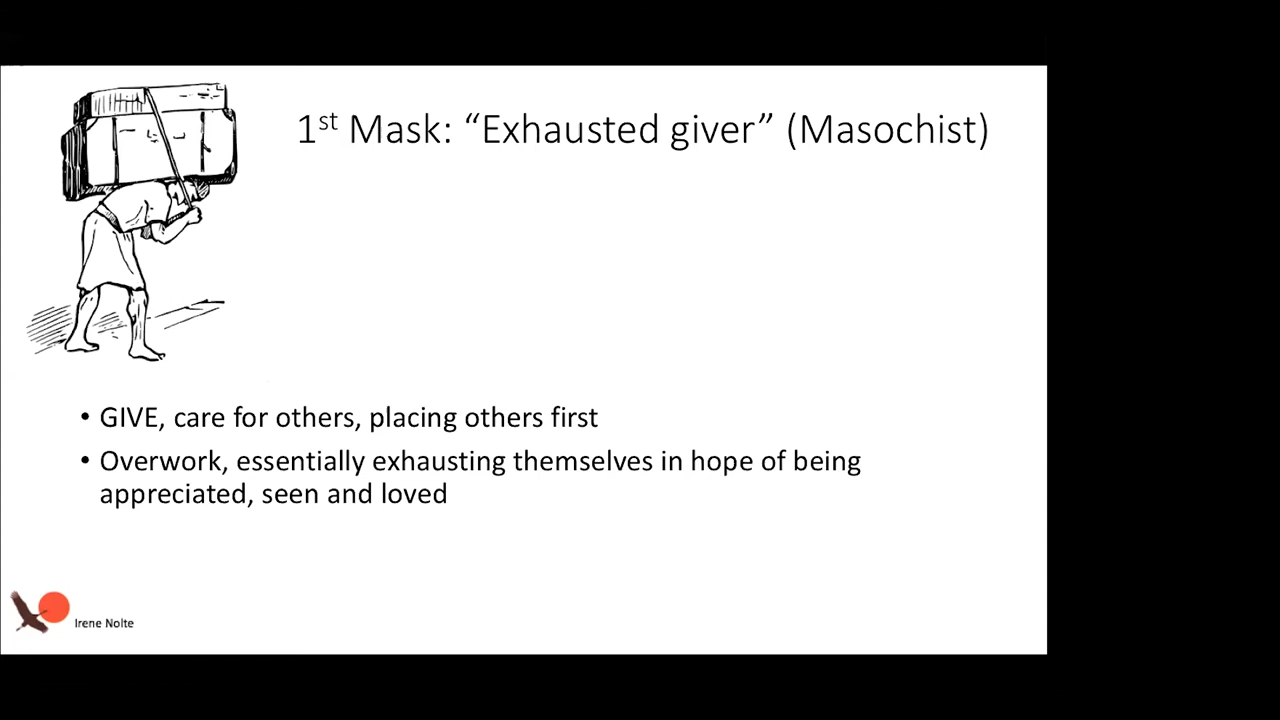 1st Mask: “Exhausted giver” (Masochist)
• GIVE, care for others, placing others first
• Overwork, essentially exhausting themselves in hope of being
appreciated, seen and loved
Irene Nolte